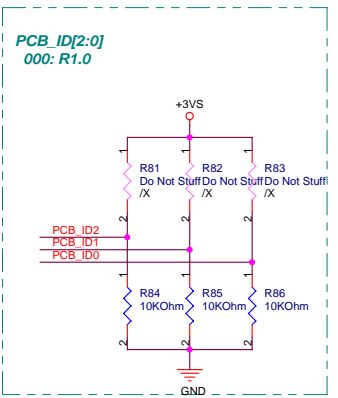 PCB_ID[2:0]
000: R1.0
+3VS
1 1 1
R81 R82 R83
Do Not Stuff Do Not Stuff Do Not Stuff
/X /X /X
2 2 2
PCB_ID2
PCB_ID1
PCB_ID0
1 1 1
R84 R85 R86
10KOhm 10KOhm 10KOhm
2 2 2
GND